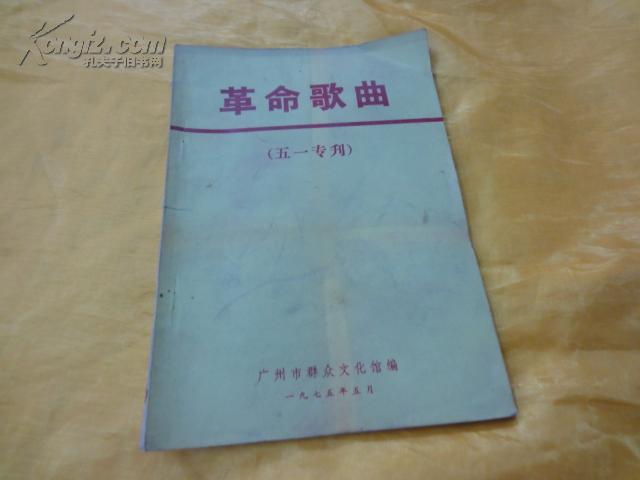 Kongfz.com
孔夫子旧书网
革命歌曲
(五一专刊)
广州市群众文化馆编
一九七五年五月